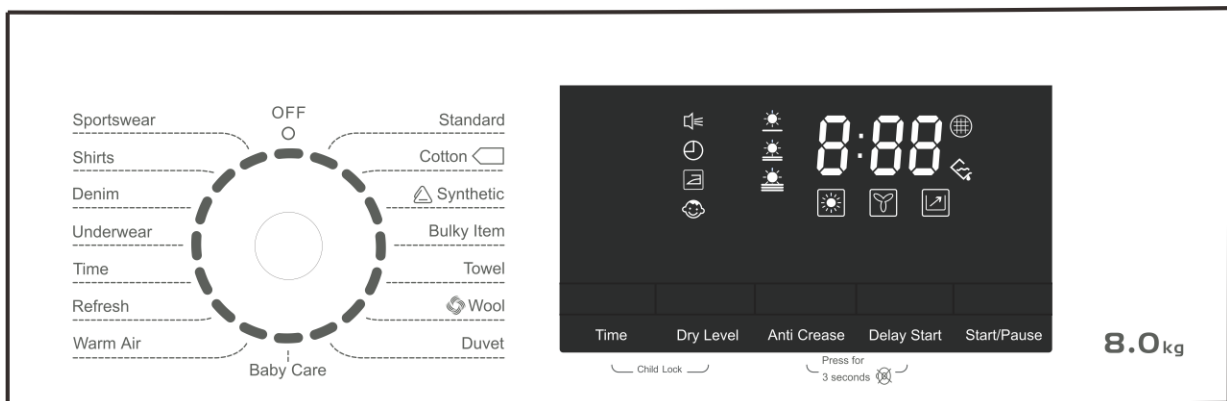 OFF
Sportswear
Shirts
Denim
Underwear
Time
Refresh
Warm Air
Baby Care
Standard
Cotton
Synthetic
Bulky Item
Towel
Wool
Duvet
8:88
Time Dry Level Anti Crease Delay Start Start/Pause
Child Lock
Press for
3 seconds
8.0kg